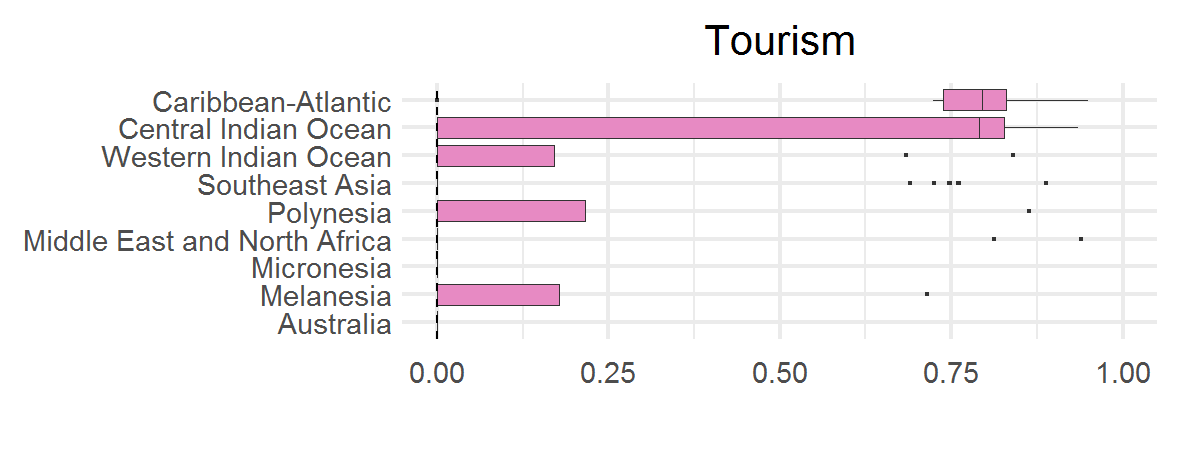 Tourism
Caribbean-Atlantic
Central Indian Ocean
Western Indian Ocean
Southeast Asia
Polynesia
Middle East and North Africa
Micronesia
Melanesia
Australia
0.00 0.25 0.50 0.75 1.00